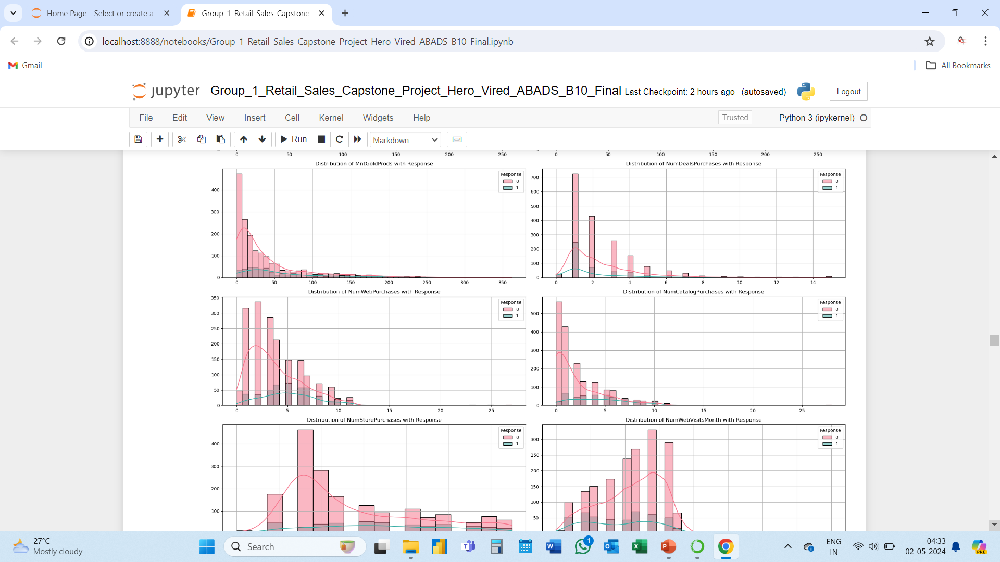 Home Page - Select or create a
Group_1_Retail_Sales_Capstone
localhost:8888/notebooks/Group_1_Retail_Sales_Capstone_Project_Hero_Vired_ABADS_B10_Final.ipynb
Gmail
All Bookmarks
jupyter Group_1_Retail_Sales_Capstone_Project_Hero_Vired_ABADS_B10_Final Last Checkpoint: 2 hours ago (autosaved)
Logout
File Edit View Insert Cell Kernel Widgets Help
Trusted
Python 3 (ipykernel)
Run
Markdown
0 50 100 150 200 250
0 50 100 150 200 250
Distribution of MntGoldProds with Response
Response
0
1
400
300
200
100
0
0 50 100 150 200 250 300 350
Distribution of NumDealsPurchases with Response
Response
0
1
700
600
500
400
300
200
100
0
0 2 4 6 8 10 12 14
Distribution of NumWebPurchases with Response
Response
0
1
350
300
250
200
150
100
50
0
0 5 10 15 20 25
Distribution of NumCatalogPurchases with Response
Response
0
1
500
400
300
200
100
0
0 5 10 15 20 25
Distribution of NumStorePurchases with Response
Response
0
1
400
300
200
100
Distribution of NumWebVisitsMonth with Response
Response
0
1
300
250
200
150
100
50
27°C
Mostly cloudy
Search
1
ENG
IN
04:33
02-05-2024
PRE